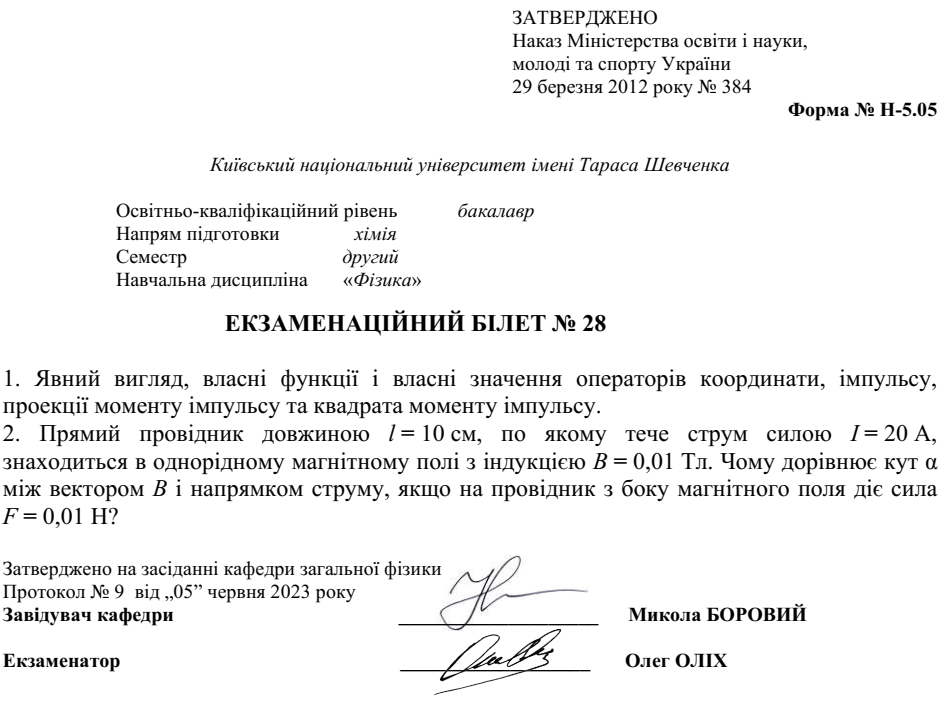 ЗАТВЕРДЖЕНО
Наказ Міністерства освіти і науки,
молоді та спорту України
29 березня 2012 року № 384
Форма № Н-5.05
Київський національний університет імені Тараса Шевченка
Освітньо-кваліфікаційний рівень бакалавр
Напрям підготовки хімія
Семестр другий
Навчальна дисципліна «Фізика»
ЕКЗАМЕНАЦІЙНИЙ БІЛЕТ № 28
1. Явний вигляд, власні функції і власні значення операторів координати, імпульсу,
проекції моменту імпульсу та квадрата моменту імпульсу.
2. Прямий провідник довжиною l = 10 см, по якому тече струм силою I = 20 А,
знаходиться в однорідному магнітному полі з індукцією B = 0,01 Тл. Чому дорівнює кут α
між вектором B і напрямком струму, якщо на провідник з боку магнітного поля діє сила
F = 0,01 Н?
Затверджено на засіданні кафедри загальної фізики
Протокол № 9 від „05” червня 2023 року
Завідувач кафедри ____________________ Микола БОРОВИЙ
Екзаменатор ____________________ Олег ОЛІХ